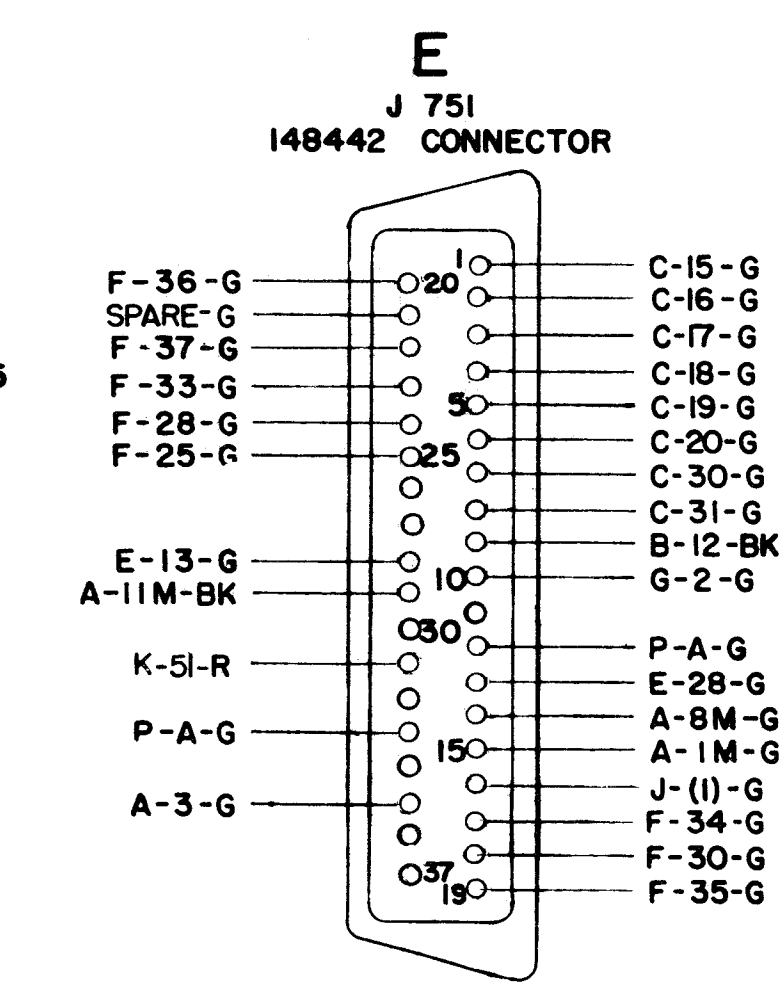 E
J 751
148442 CONNECTOR
F-36-G
SPARE-G
F-37-G
F-33-G
F-28-G
F-25-G
E-13-G
A-11M-BK
K-51-R
P-A-G
A-3-G
1
20
5
25
10
30
15
37
19
C-15-G
C-16-G
C-17-G
C-18-G
C-19-G
C-20-G
C-30-G
C-31-G
B-12-BK
G-2-G
P-A-G
E-28-G
A-8M-G
A-1M-G
J-(1)-G
F-34-G
F-30-G
F-35-G